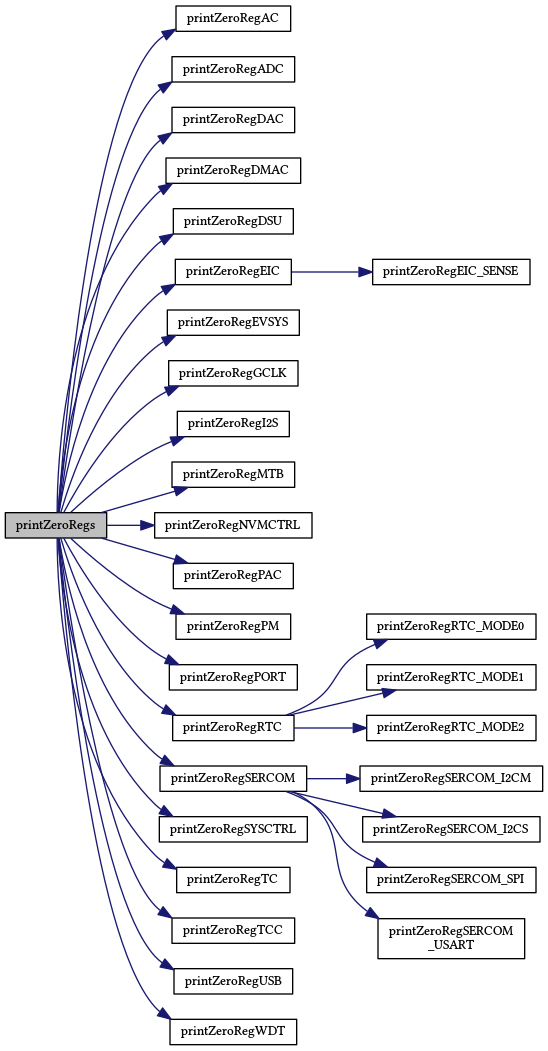 printZeroRegAC
printZeroRegADC
printZeroRegDAC
printZeroRegDMAC
printZeroRegDSU
printZeroRegEIC
printZeroRegEIC_SENSE
printZeroRegEVSYS
printZeroRegGCLK
printZeroRegI2S
printZeroRegMTB
printZeroRegs
printZeroRegNVMCTRL
printZeroRegPAC
printZeroRegPM
printZeroRegRTC_MODE0
printZeroRegPORT
printZeroRegRTC_MODE1
printZeroRegRTC
printZeroRegRTC_MODE2
printZeroRegSERCOM
printZeroRegSERCOM_I2CM
printZeroRegSYSCTRL
printZeroRegSERCOM_I2CS
printZeroRegTC
printZeroRegSERCOM_SPI
printZeroRegTCC
printZeroRegSERCOM
_USART
printZeroRegUSB
printZeroRegWDT